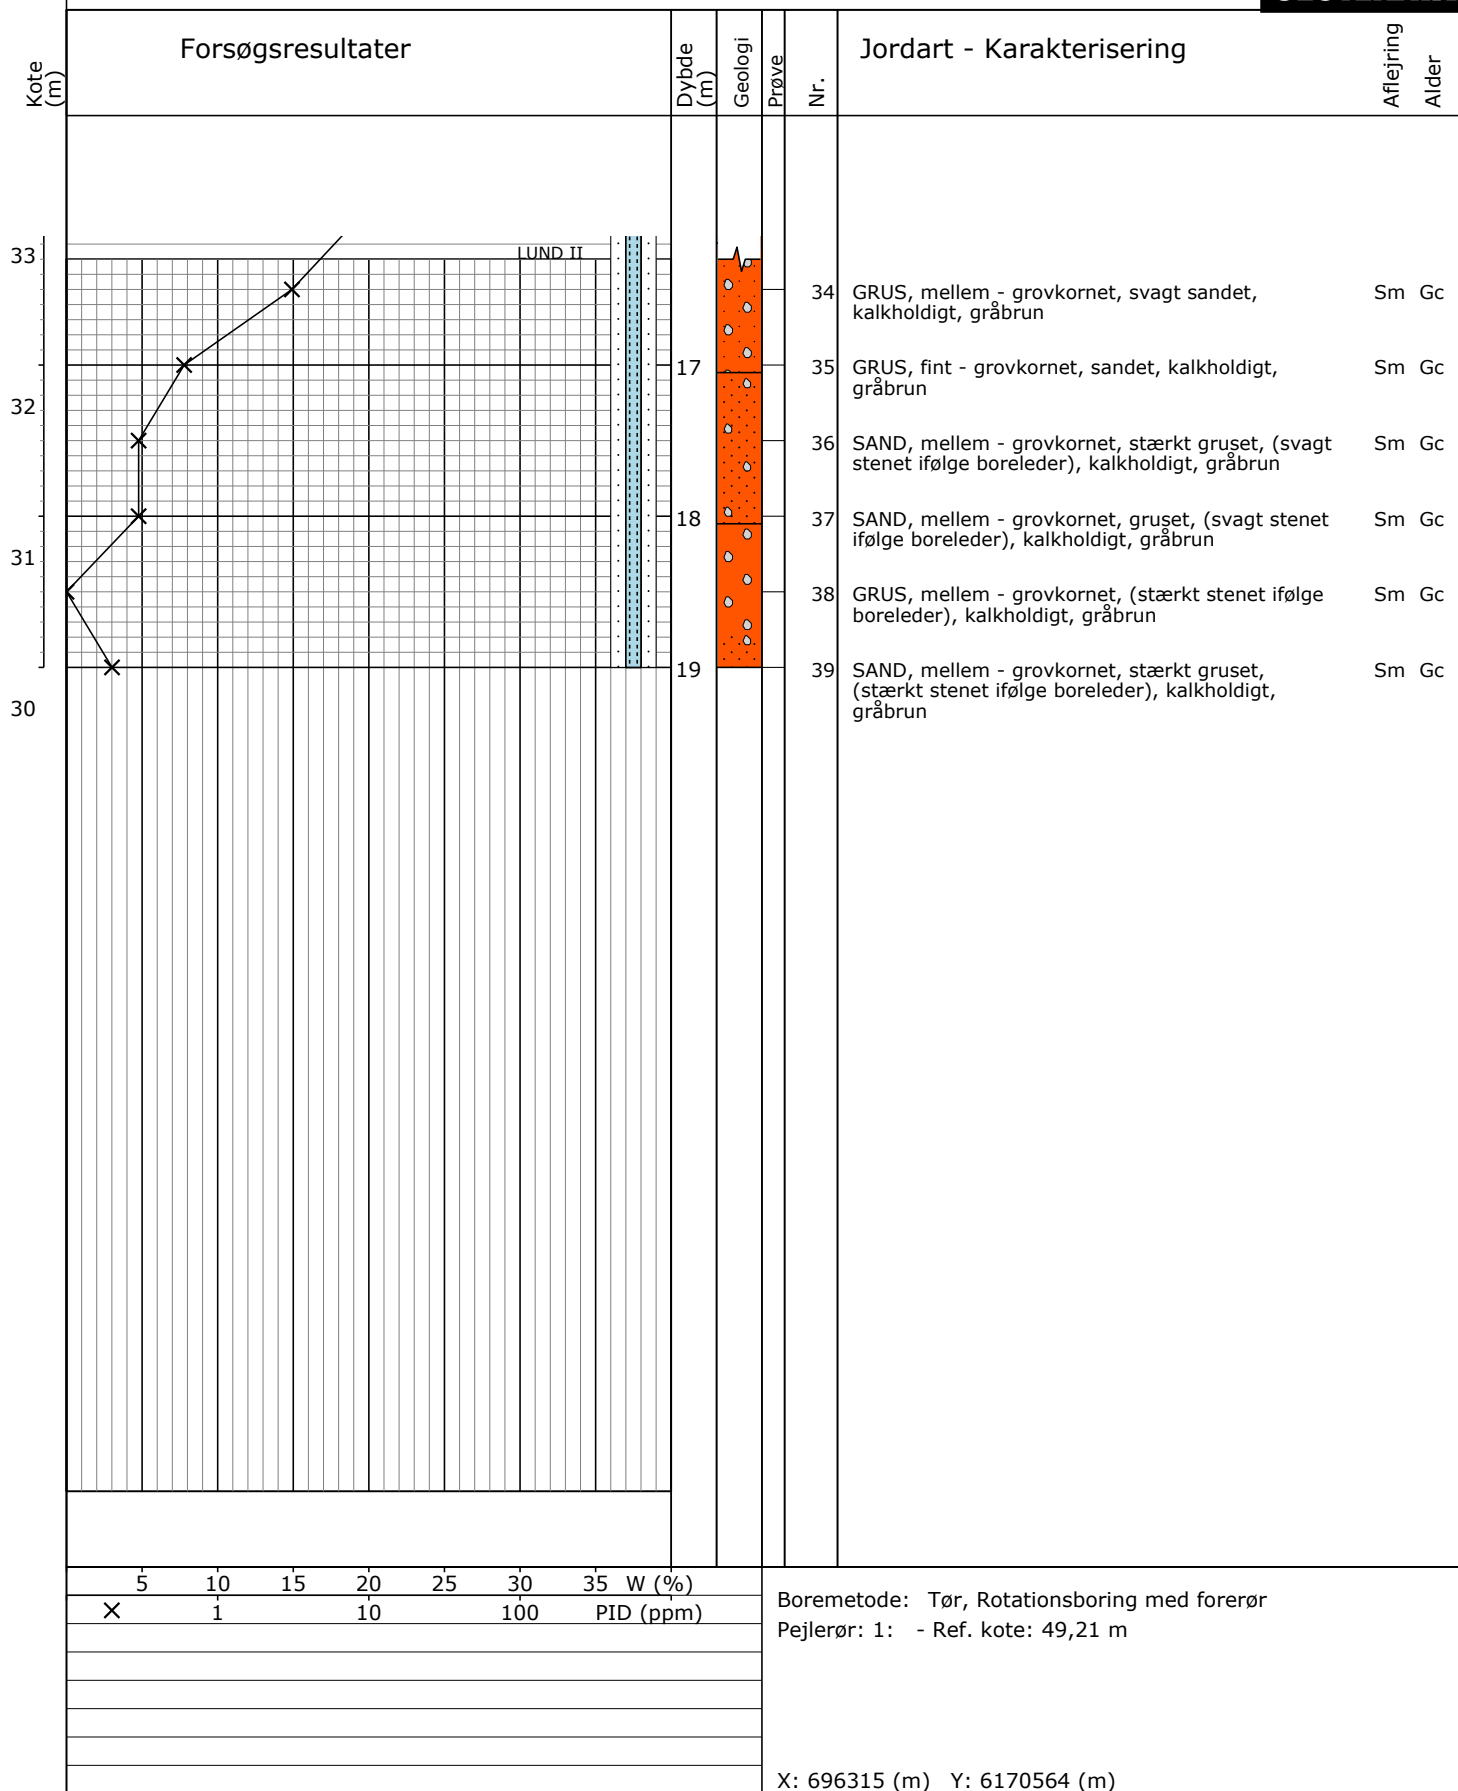 Forsøgsresultater
Jordart - Karakterisering
Kote
(m)
Dybde
(m)
Geologi
Prøve
Nr.
Aflejring
Alder
33
LUND II
34 GRUS, mellem - grovkornet, svagt sandet, Sm Gc
kalkholdigt, gråbrun
17 35 GRUS, fint - grovkornet, sandet, kalkholdigt, Sm Gc
gråbrun
32
36 SAND, mellem - grovkornet, stærkt gruset, (svagt Sm Gc
stenet ifølge boreleder), kalkholdigt, gråbrun
18 37 SAND, mellem - grovkornet, gruset, (svagt stenet Sm Gc
ifølge boreleder), kalkholdigt, gråbrun
31
38 GRUS, mellem - grovkornet, (stærkt stenet ifølge Sm Gc
boreleder), kalkholdigt, gråbrun
19 39 SAND, mellem - grovkornet, stærkt gruset, Sm Gc
(stærkt stenet ifølge boreleder), kalkholdigt,
gråbrun
30
5 10 15 20 25 30 35 W (%)
1 10 100 PID (ppm)
Boremetode: Tør, Rotationsboring med forerør
Pejlerør: 1: - Ref. kote: 49,21 m
X: 696315 (m) Y: 6170564 (m)